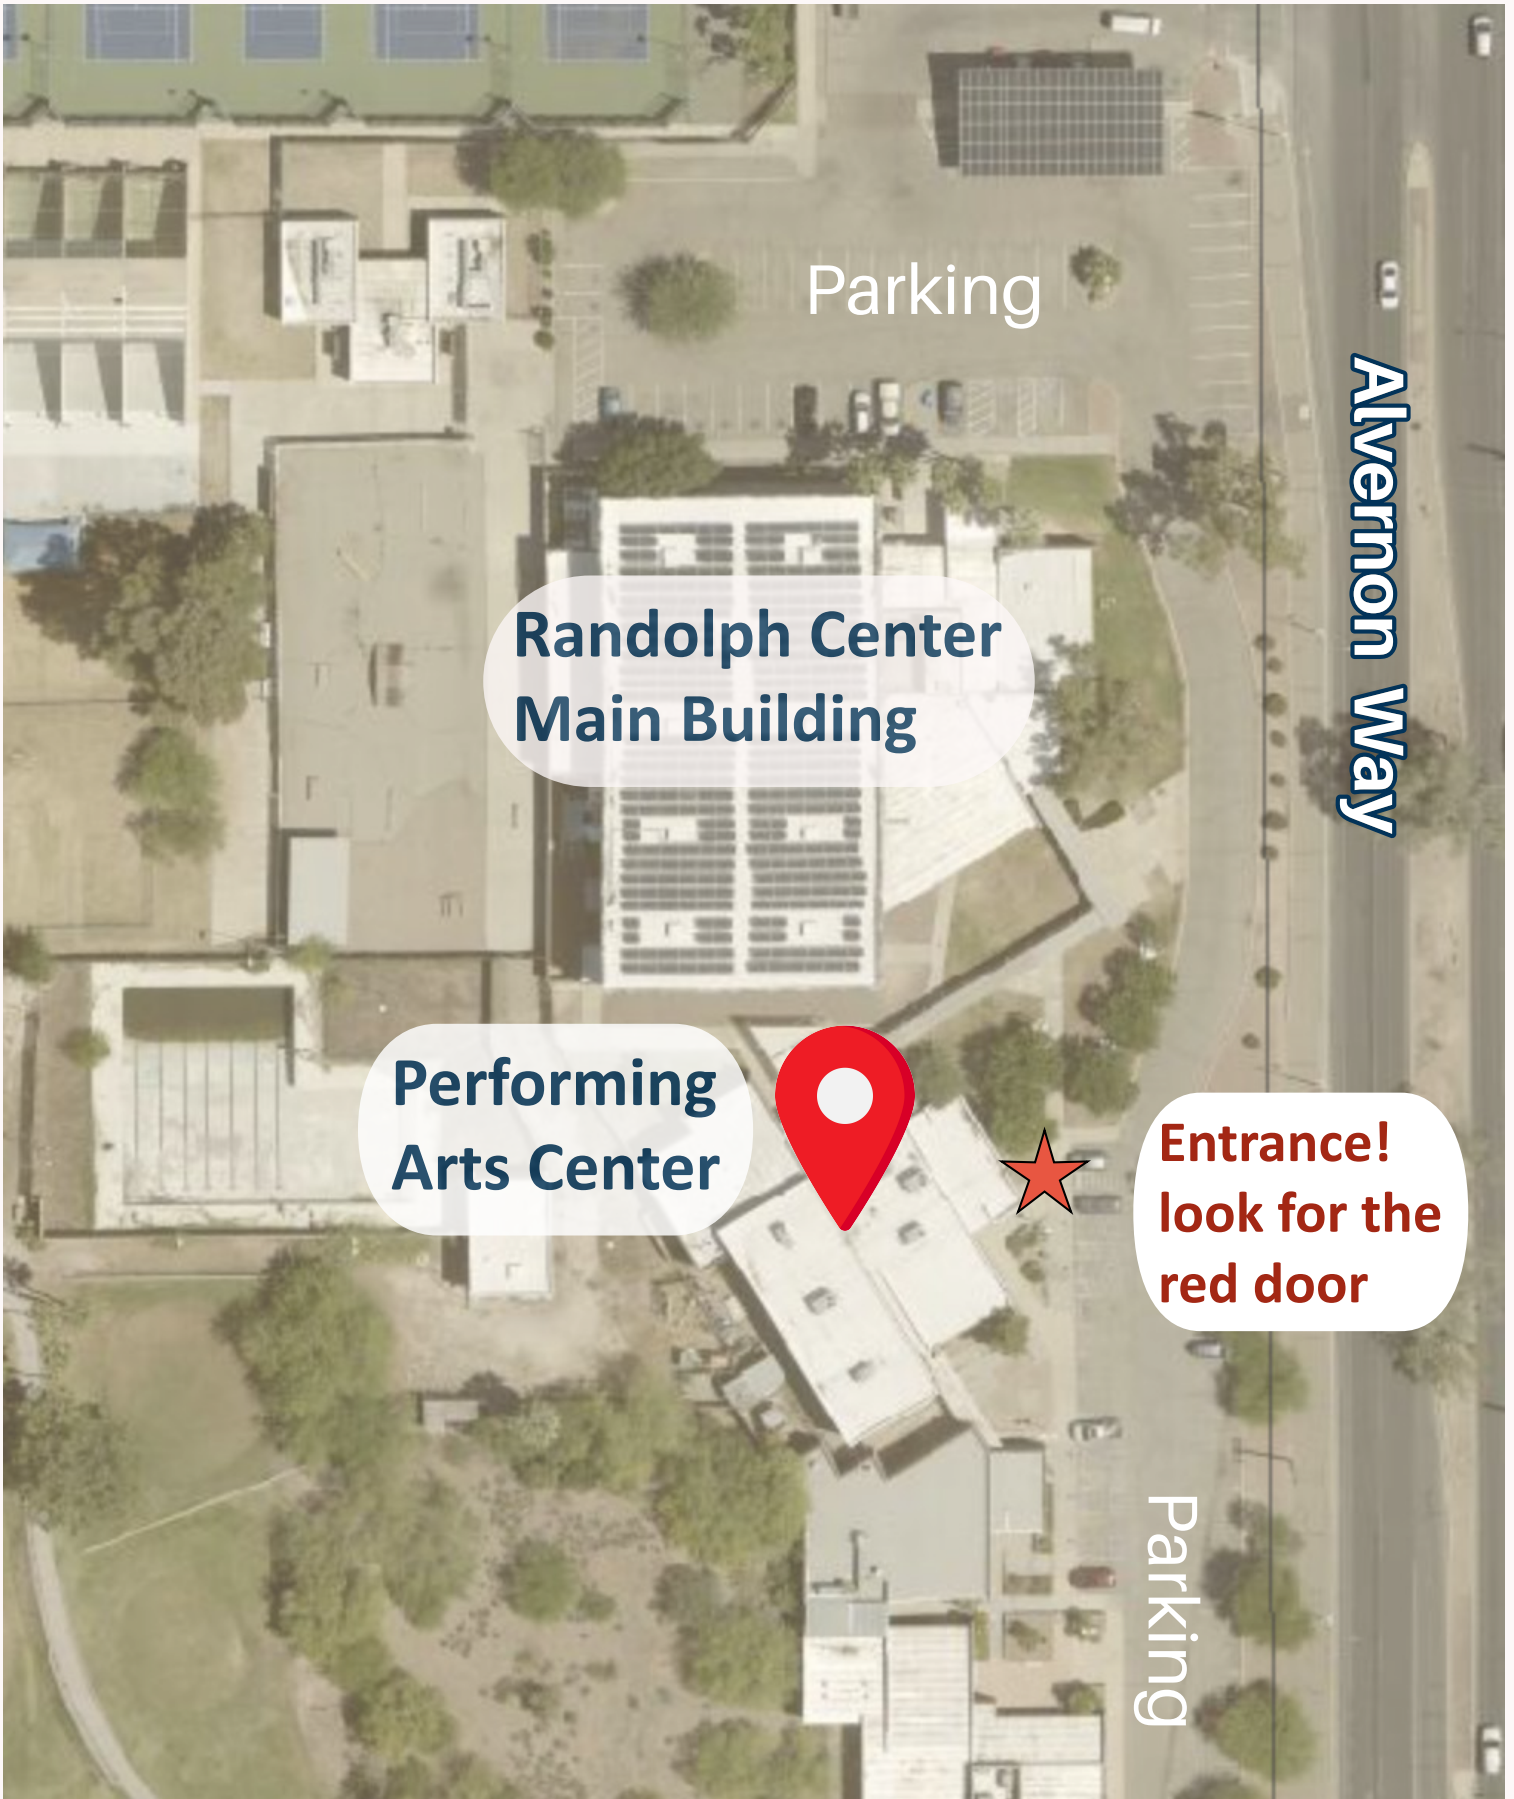 Parking
Alvernon Way
Randolph Center
Main Building
Performing
Arts Center
Entrance!
look for the
red door
Parking